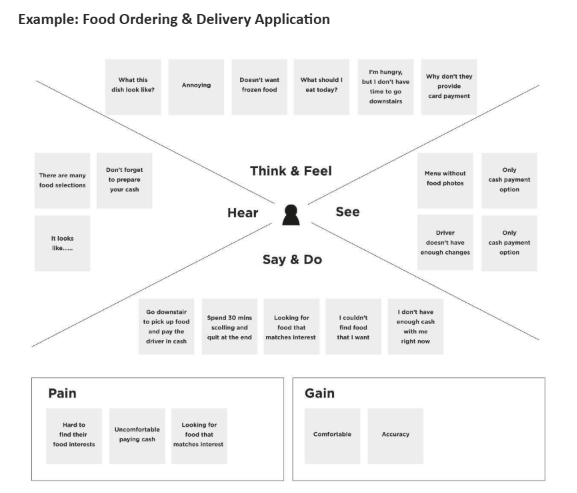 Example: Food Ordering & Delivery Application
What this
dish look like?
Annoying
Doesn't want
frozen food
What should I
eat today?
I'm hungry,
but I don't have
time to go
downstairs
Why don't they
provide
card payment
Think & Feel
There are many
food selections
Don't forget
to prepare
your cash
It looks
like......
Hear
See
Menu without
food photos
Only
cash payment
option
Driver
doesn't have
enough changes
Only
cash payment
option
Say & Do
Go downstair
to pick up food
and pay the
driver in cash
Spend 30 mins
scolling and
quit at the end
Looking for
food that
matches interest
I couldn't
find food
that I want
I don't have
enough cash
with me
right now
Pain
Hard to
find their
food interests
Uncomfortable
paying cash
Looking for
food that
matches interest
Gain
Comfortable
Accuracy